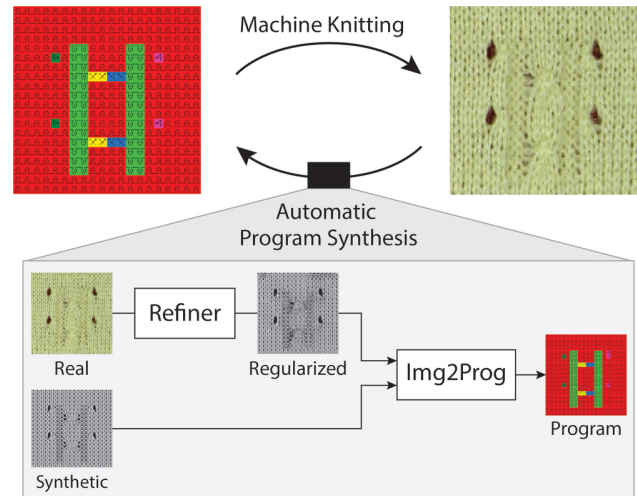 Machine Knitting
Automatic
Program Synthesis
Refiner
Real
Regularized
Img2Prog
Program
Synthetic